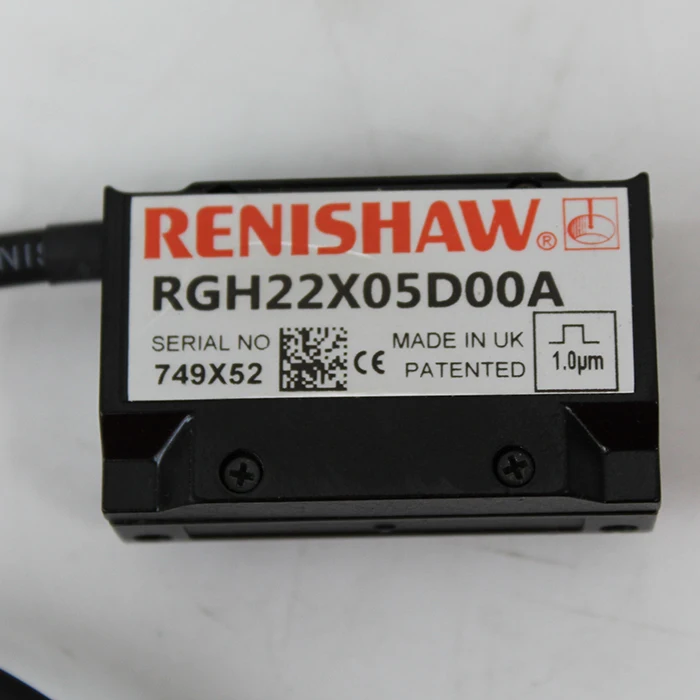 RENISHAW®
RGH22X05D00A
SERIAL NO
749X52
CE
MADE IN UK
PATENTED
1.0µm